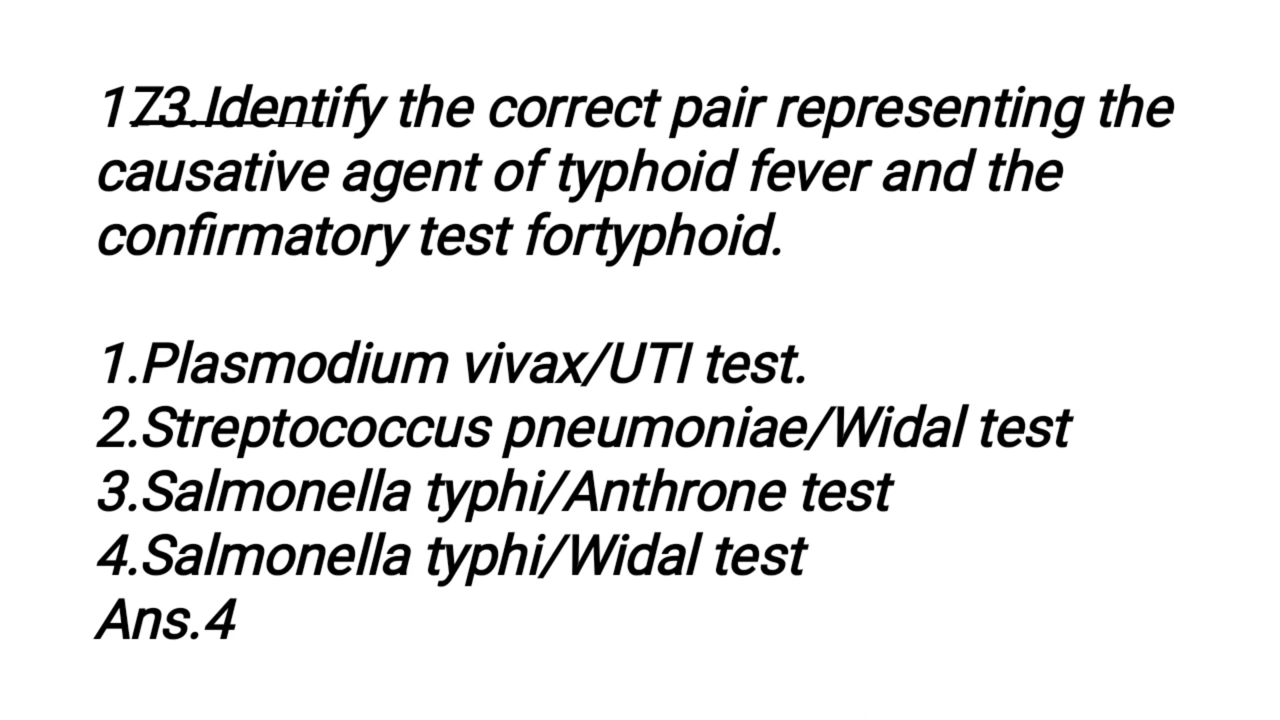 173.Identify the correct pair representing the
causative agent of typhoid fever and the
confirmatory test fortyphoid.
1.Plasmodium vivax/UTI test.
2.Streptococcus pneumoniae/Widal test
3.Salmonella typhi/Anthrone test
4.Salmonella typhi/Widal test
Ans.4